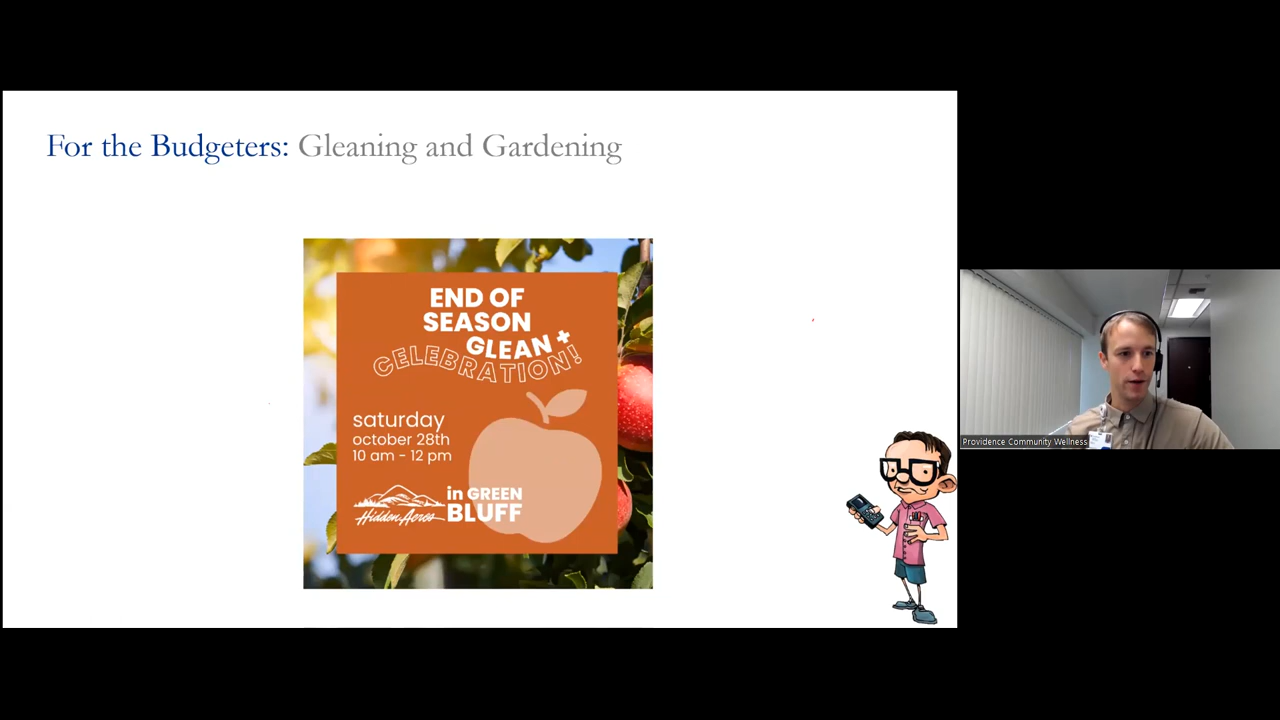 For the Budgeters: Gleaning and Gardening
END OF
SEASON
GLEAN +
CELEBRATION!
saturday
october 28th
10 am - 12 pm
Hidden Acres
in GREEN
BLUFF
Providence Community Wellness